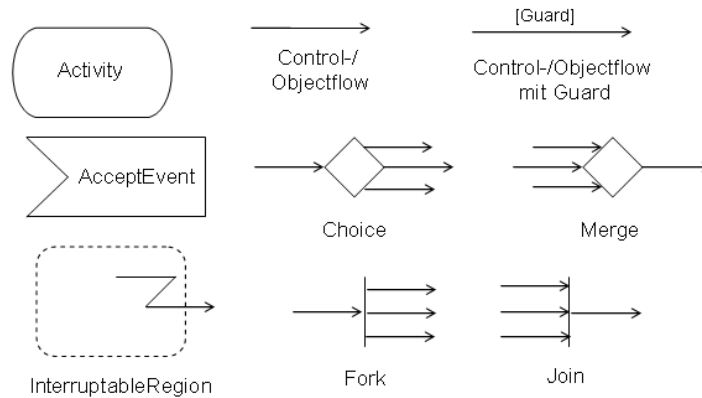 [Guard]
Activity
Control-/
Objectflow
Control-/Objectflow
mit Guard
AcceptEvent
Choice
Merge
InterruptableRegion
Fork
Join